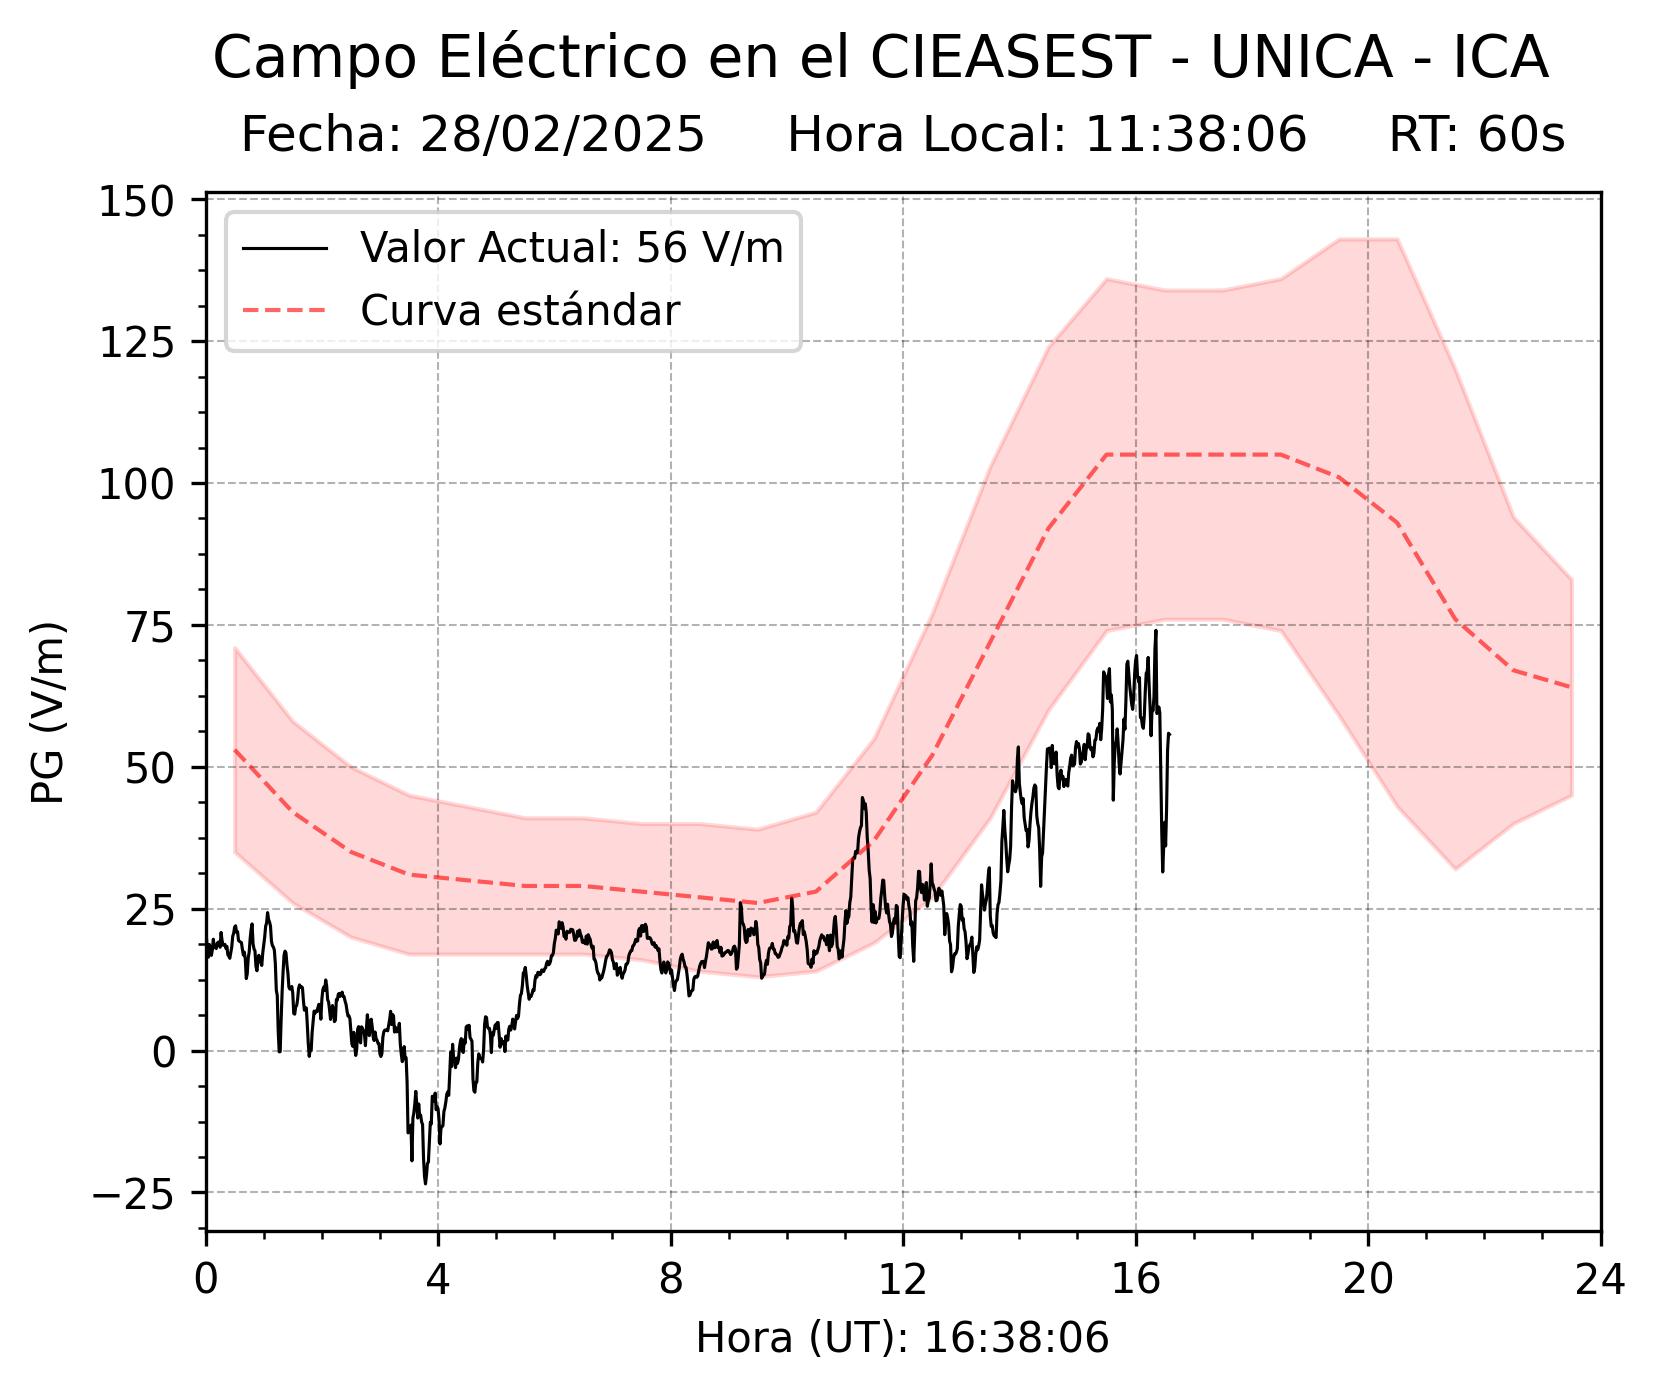 Campo Eléctrico en el CIEASEST - UNICA - ICA
Fecha: 28/02/2025 Hora Local: 11:38:06 RT: 60s
Valor Actual: 56 V/m
Curva estándar
PG (V/m)
150
125
100
75
50
25
0
−25
0 4 8 12 16 20 24
Hora (UT): 16:38:06